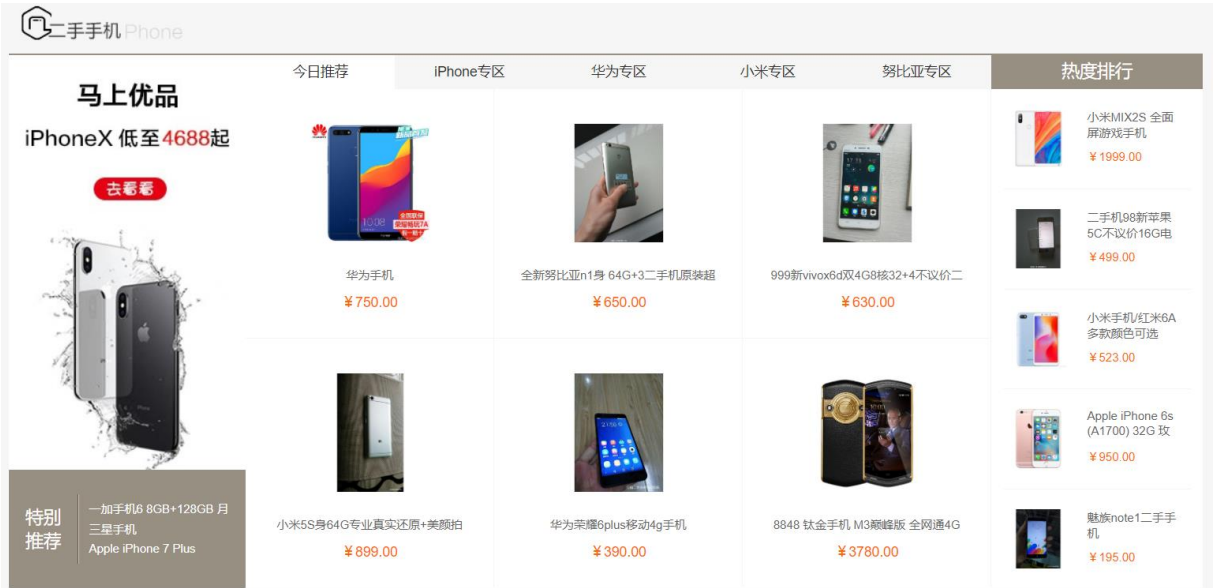 二手手机 Phone
马上优品
iPhoneX 低至4688起
去看看
特别
推荐
一加手机6 8GB+128GB 月
三星手机
Apple iPhone 7 Plus
今日推荐
iPhone专区
华为专区
小米专区
努比亚专区
华为手机
¥750.00
全新努比亚n1身 64G+3二手机原装超
¥650.00
999新vivox6d双4G8核32+4不议价二
¥630.00
小米5S身64G专业真实还原+美颜拍
¥899.00
华为荣耀6plus移动4g手机
¥390.00
8848 钛金手机 M3巅峰版 全网通4G
¥3780.00
热度排行
小米MIX2S 全面
屏游戏手机
¥1999.00
二手机98新苹果
5C不议价16G电
¥499.00
小米手机/红米6A
多款颜色可选
¥523.00
Apple iPhone 6s
(A1700) 32G 玫
¥950.00
魅族note1二手手
机
¥195.00